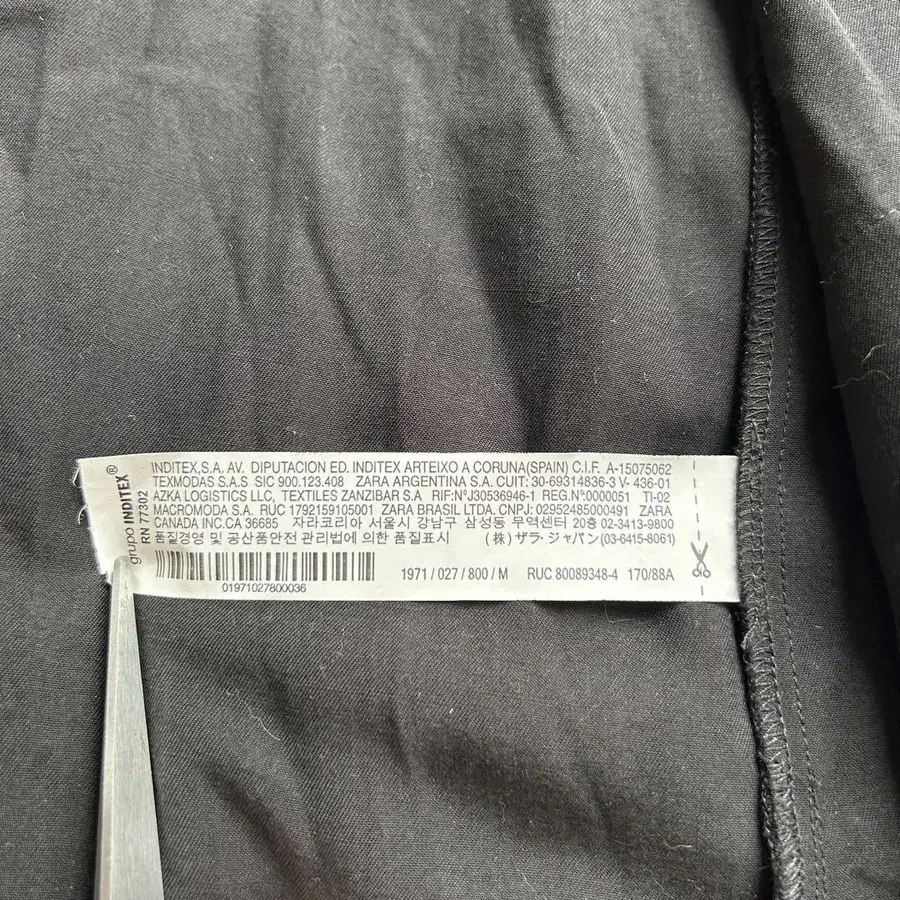 grupo INDITEX®
RN 77302
INDITEX,S.A. AV. DIPUTACION ED. INDITEX ARTEIXO A CORUNA(SPAIN) C.I.F. A-15075062
TEXMODAS S.A.S SIC 900.123.408 ZARA ARGENTINA S.A. CUIT: 30-69314836-3 V- 436-01
AZKA LOGISTICS LLC, TEXTILES ZANZIBAR S.A RIF:N°J30536946-1 REG.N°0000051 TI-02
MACROMODA S.A. RÚC 1792159105001 ZARA BRASIL LTDA. CNPJ: 02952485000491 ZARA
CANADA INC.CA 36685 자라코리아 서울시 강남구 삼성동 무역센터 20층 02-3413-9800
품질경영 및 공산품안전 관리법에 의한 품질표시 (株) ザラ・ジャパン(03-6415-8061)
01971027800036
1971 / 027 / 800 / M RUC 80089348-4 170/88A